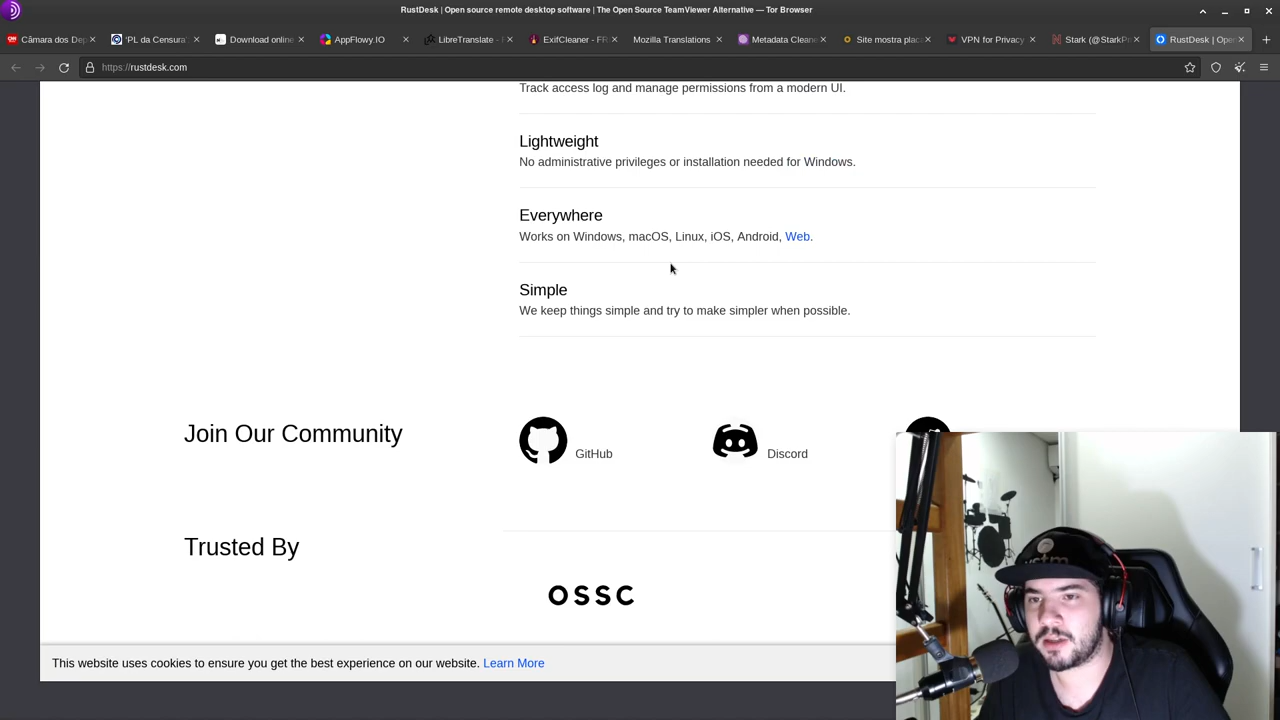 RustDesk | Open source remote desktop software | The Open Source TeamViewer Alternative — Tor Browser
Câmara dos Dep
'PL da Censura'
Download online
AppFlowy.IO
LibreTranslate - 
ExifCleaner - FR
Mozilla Translations
Metadata Cleane
Site mostra plac
VPN for Privacy
Stark (@StarkPr
RustDesk | Open
https://rustdesk.com
Track access log and manage permissions from a modern UI.
Lightweight
No administrative privileges or installation needed for Windows.
Everywhere
Works on Windows, macOS, Linux, iOS, Android, Web.
Simple
We keep things simple and try to make simpler when possible.
Join Our Community
GitHub
Discord
Trusted By
OSSC
This website uses cookies to ensure you get the best experience on our website. Learn More